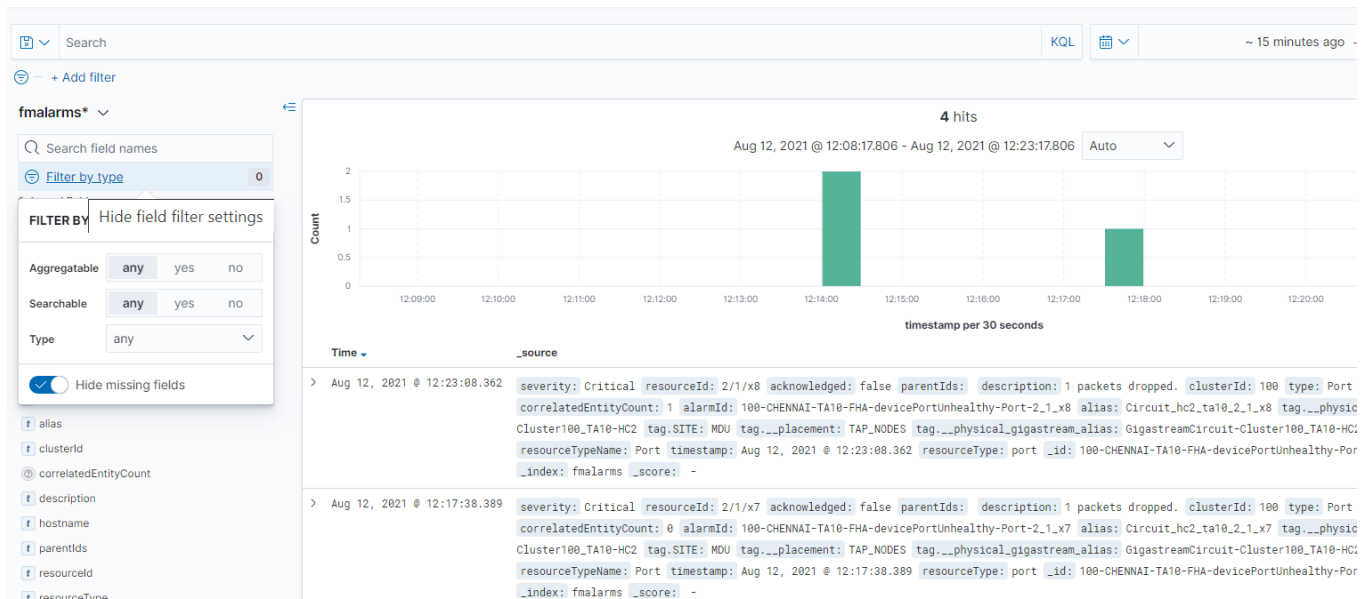 Search KQL ~ 15 minutes ago
+ Add filter
fmalarms*
Search field names
Filter by type 0
FILTER BY
Hide field filter settings
Aggregatable any yes no
Searchable any yes no
Type any
Hide missing fields
t alias
t clusterId
? correlatedEntityCount
t description
t hostname
t parentIds
t resourceId
t resourceType
4 hits
Aug 12, 2021 @ 12:08:17.806 - Aug 12, 2021 @ 12:23:17.806 Auto
Count
2
1.5
1
0.5
0
12:09:00 12:10:00 12:11:00 12:12:00 12:13:00 12:14:00 12:15:00 12:16:00 12:17:00 12:18:00 12:19:00 12:20:00
timestamp per 30 seconds
Time _source
Aug 12, 2021 @ 12:23:08.362 severity: Critical resourceId: 2/1/x8 acknowledged: false parentIds: description: 1 packets dropped. clusterId: 100 type: Port
correlatedEntityCount: 1 alarmId: 100-CHENNAI-TA10-FHA-devicePortUnhealthy-Port-2_1_x8 alias: Circuit_hc2_ta10_2_1_x8 tag.__physic
Cluster100_TA10-HC2 tag.SITE: MDU tag.__placement: TAP_NODES tag.__physical_gigastream_alias: GigastreamCircuit-Cluster100_TA10-HC2
resourceTypeName: Port timestamp: Aug 12, 2021 @ 12:23:08.362 resourceType: port _id: 100-CHENNAI-TA10-FHA-devicePortUnhealthy-Por
_index: fmalarms _score: -
Aug 12, 2021 @ 12:17:38.389 severity: Critical resourceId: 2/1/x7 acknowledged: false parentIds: description: 1 packets dropped. clusterId: 100 type: Port
correlatedEntityCount: 0 alarmId: 100-CHENNAI-TA10-FHA-devicePortUnhealthy-Port-2_1_x7 alias: Circuit_hc2_ta10_2_1_x7 tag.__physic
Cluster100_TA10-HC2 tag.SITE: MDU tag.__placement: TAP_NODES tag.__physical_gigastream_alias: GigastreamCircuit-Cluster100_TA10-HC2
resourceTypeName: Port timestamp: Aug 12, 2021 @ 12:17:38.389 resourceType: port _id: 100-CHENNAI-TA10-FHA-devicePortUnhealthy-Por
_index: fmalarms _score: -